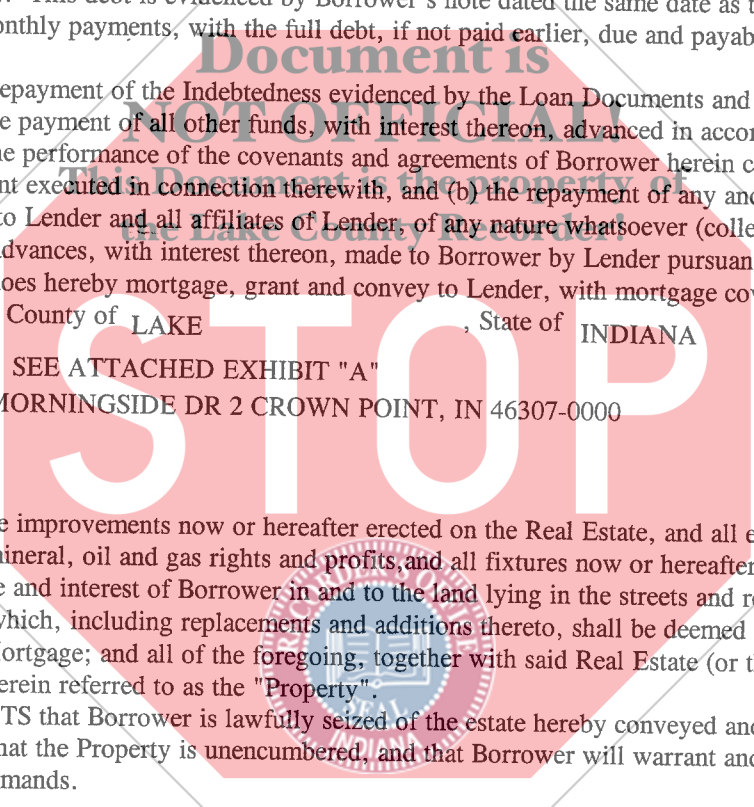 This debt is evidenced by Borrower's note dated the same date as
monthly payments, with the full debt, if not paid earlier, due and payab
Document is
epayment of the Indebtedness evidenced by the Loan Documents and
NOT OFFICIAL!
e payment of all other funds, with interest thereon, advanced in accor
ne performance of the covenants and agreements of Borrower herein c
This Document is the property of
nt executed in connection therewith, and (b) the repayment of any and
to Lender and all affiliates of Lender, of any nature whatsoever (colle
the Lake County Recorder!
dvances, with interest thereon, made to Borrower by Lender pursuan
oes hereby mortgage, grant and convey to Lender, with mortgage cov
County of LAKE , State of INDIANA
SEE ATTACHED EXHIBIT "A"
MORNINGSIDE DR 2 CROWN POINT, IN 46307-0000
STOP
e improvements now or hereafter erected on the Real Estate, and all e
mineral, oil and gas rights and profits, and all fixtures now or hereafter
e and interest of Borrower in and to the land lying in the streets and r
which, including replacements and additions thereto, shall be deemed
ortgage; and all of the foregoing, together with said Real Estate (or t
erein referred to as the "Property".
TS that Borrower is lawfully seized of the estate hereby conveyed and
hat the Property is unencumbered, and that Borrower will warrant and
mands.
RECORDER'S OFFICE
SEAL
INDIANA